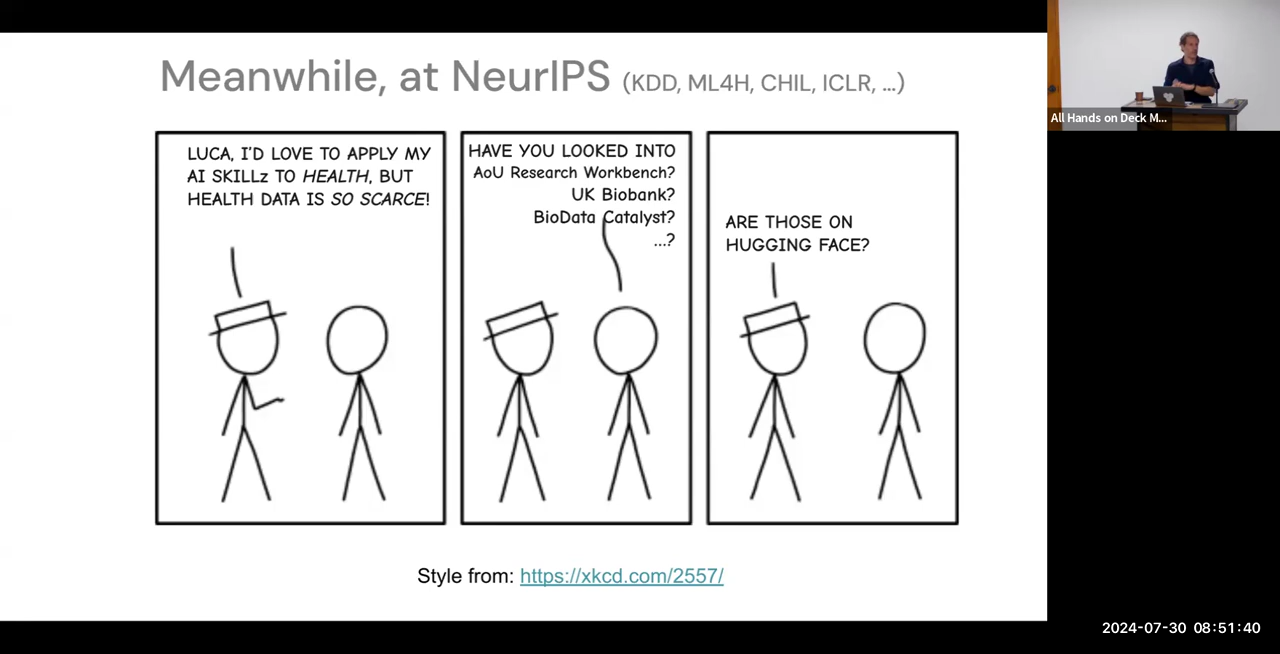 Meanwhile, at NeurIPS (KDD, ML4H, CHIL, ICLR, ...)
LUCA, I'D LOVE TO APPLY MY
AI SKILLz TO HEALTH, BUT
HEALTH DATA IS SO SCARCE!
HAVE YOU LOOKED INTO
AoU Research Workbench?
UK Biobank?
BioData Catalyst?
...?
ARE THOSE ON
HUGGING FACE?
Style from: https://xkcd.com/2557/
All Hands on Deck M...
2024-07-30 08:51:40